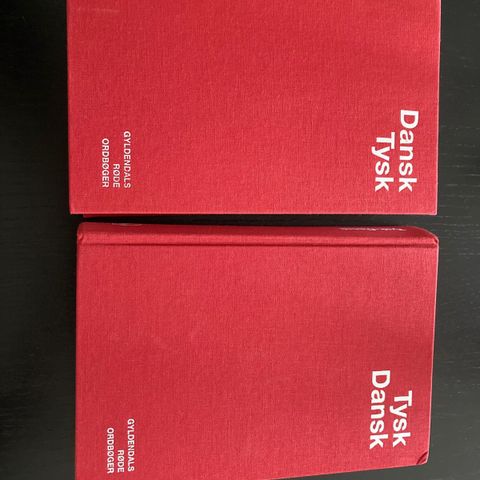 Dansk
Tysk
GYLDENDALS
RØDE
ORDBØGER
Tysk
Dansk
GYLDENDALS
RØDE
ORDBØGER